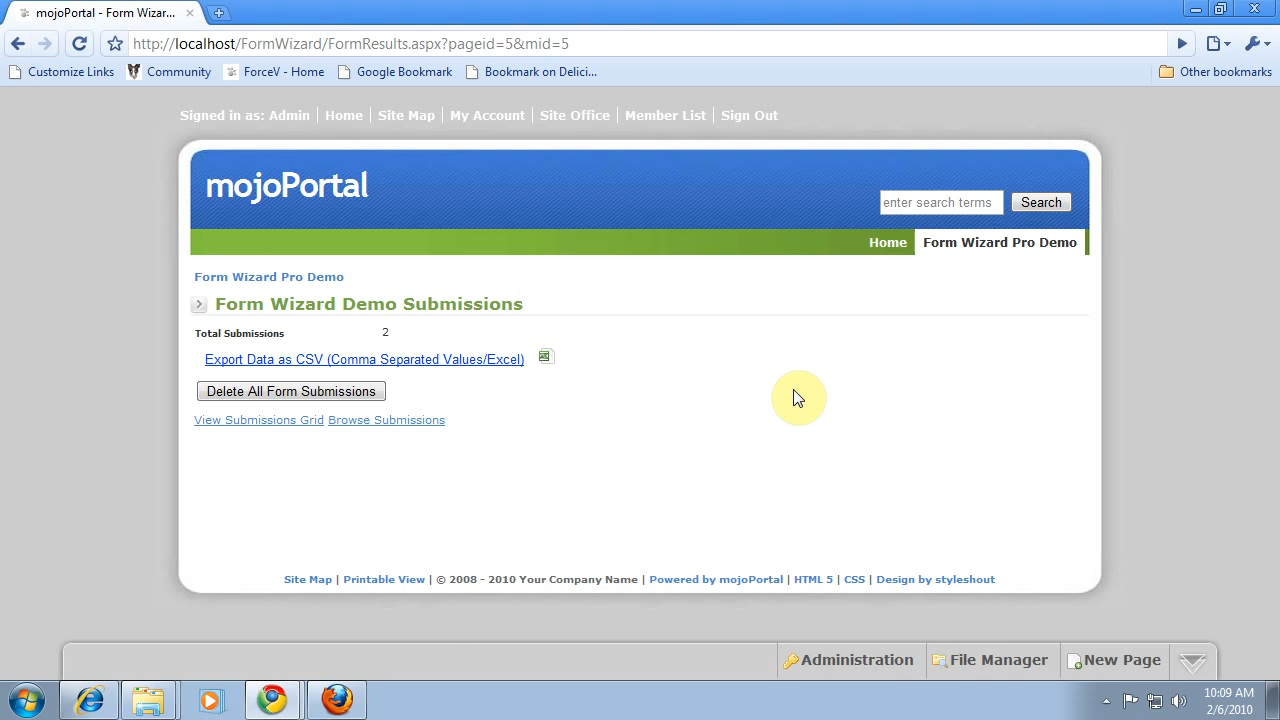 mojoPortal - Form Wizar...
http://localhost/FormWizard/FormResults.aspx?pageid=5&mid=5
Customize Links Community ForceV - Home Google Bookmark Bookmark on Delici... Other bookmarks
Signed in as: Admin Home Site Map My Account Site Office Member List Sign Out
mojoPortal
enter search terms Search
Home Form Wizard Pro Demo
Form Wizard Pro Demo
Form Wizard Demo Submissions
Total Submissions 2
Export Data as CSV (Comma Separated Values/Excel)
Delete All Form Submissions
View Submissions Grid Browse Submissions
Site Map | Printable View | © 2008 - 2010 Your Company Name | Powered by mojoPortal | HTML 5 | CSS | Design by styleshout
Administration File Manager New Page
10:09 AM
2/6/2010